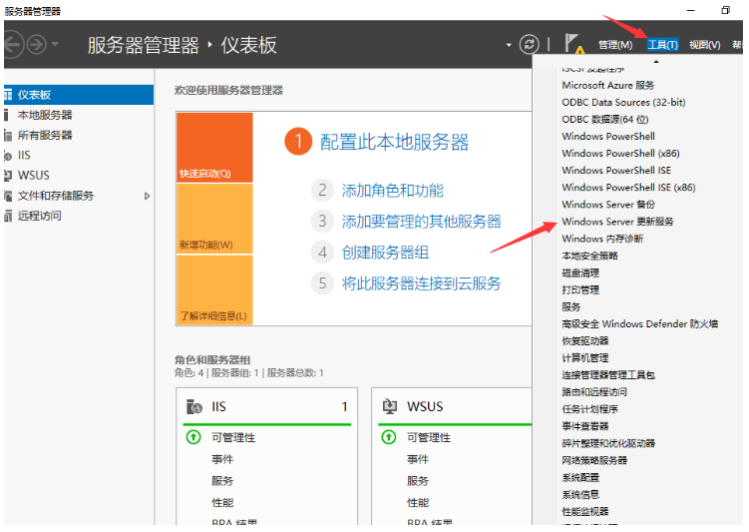 服务器管理器
服务器管理器 · 仪表板
管理(M) 工具(T) 视图(V) 帮
仪表板
本地服务器
所有服务器
IIS
WSUS
文件和存储服务
远程访问
欢迎使用服务器管理器
快速启动(Q)
新增功能(W)
了解详细信息(L)
1 配置此本地服务器
2 添加角色和功能
3 添加要管理的其他服务器
4 创建服务器组
5 将此服务器连接到云服务
角色和服务器组
角色: 4 | 服务器组: 1 | 服务器总数: 1
IIS 1
可管理性
事件
服务
性能
BPA 结果
WSUS
可管理性
事件
服务
性能
BPA 结果
iSCSI 发起程序
Microsoft Azure 服务
ODBC Data Sources (32-bit)
ODBC 数据源(64 位)
Windows PowerShell
Windows PowerShell (x86)
Windows PowerShell ISE
Windows PowerShell ISE (x86)
Windows Server 备份
Windows Server 更新服务
Windows 内存诊断
本地安全策略
磁盘清理
打印管理
服务
高级安全 Windows Defender 防火墙
恢复驱动器
计算机管理
连接管理器管理工具包
路由和远程访问
任务计划程序
事件查看器
碎片整理和优化驱动器
网络策略服务器
系统配置
系统信息
性能监视器